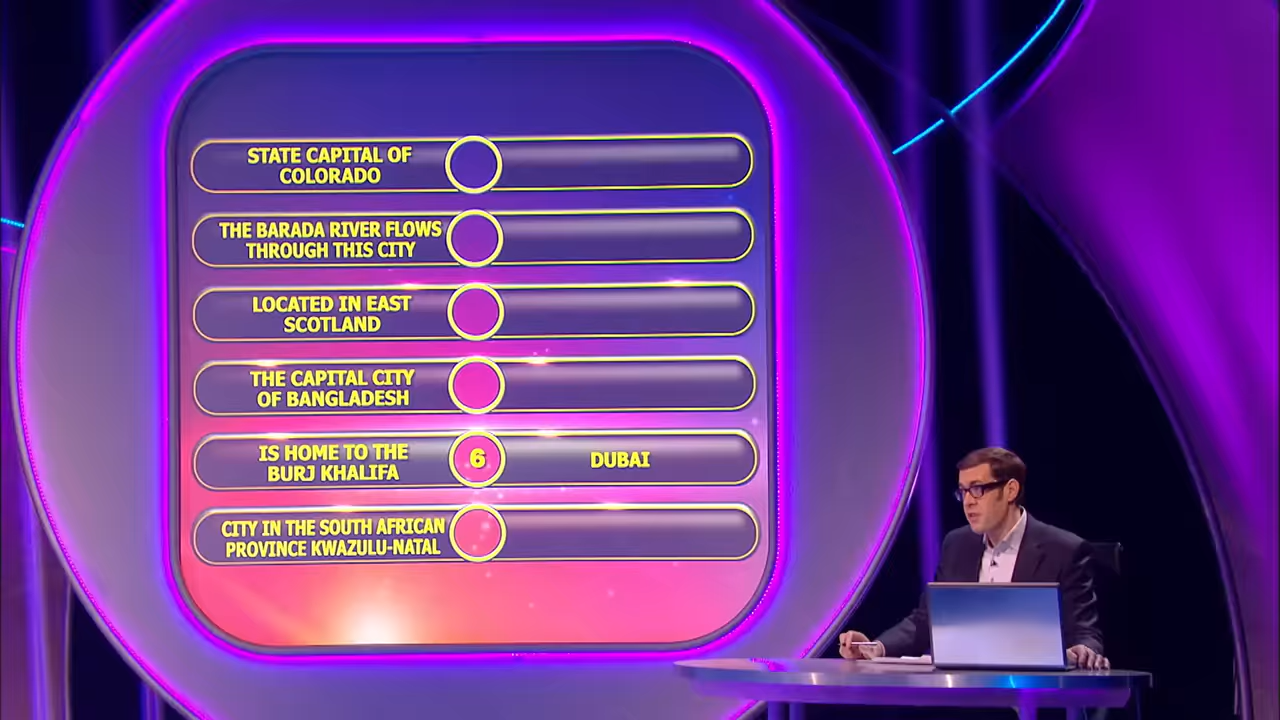 STATE CAPITAL OF
COLORADO
THE BARADA RIVER FLOWS
THROUGH THIS CITY
LOCATED IN EAST
SCOTLAND
THE CAPITAL CITY
OF BANGLADESH
IS HOME TO THE
BURJ KHALIFA
6
DUBAI
CITY IN THE SOUTH AFRICAN
PROVINCE KWAZULU-NATAL